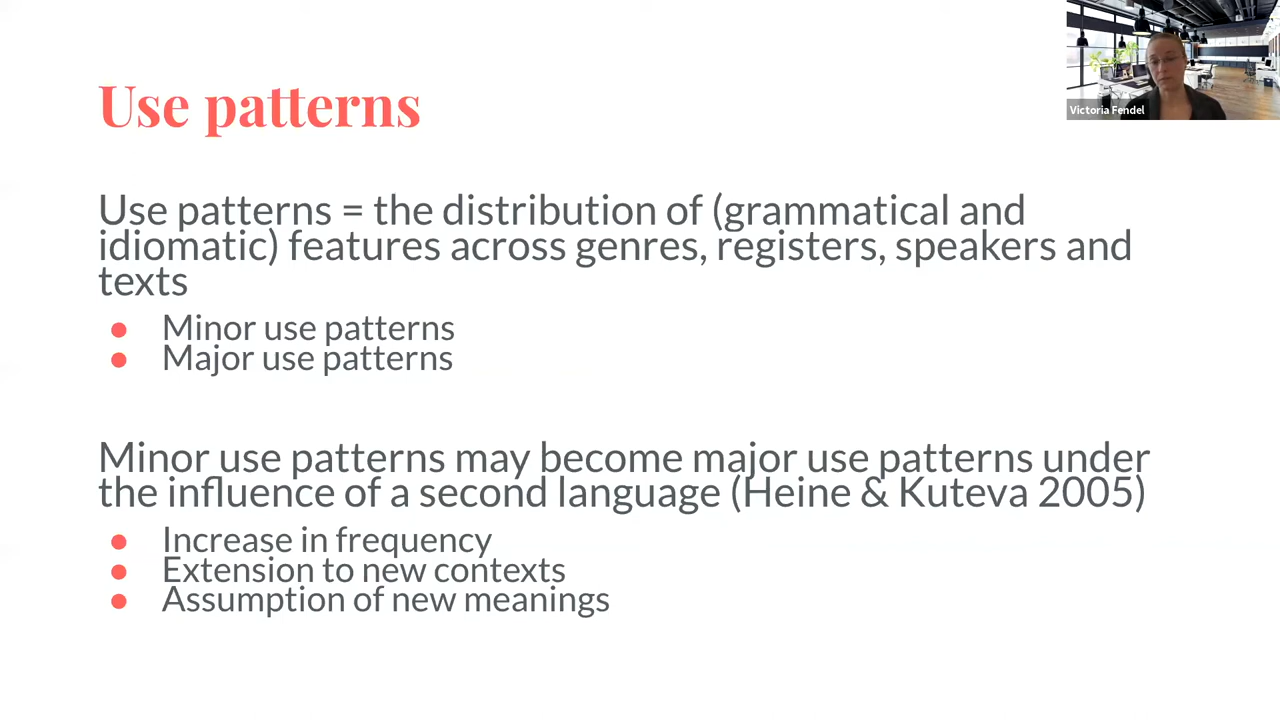 Use patterns
Victoria Fendel
Use patterns = the distribution of (grammatical and
idiomatic) features across genres, registers, speakers and
texts
● Minor use patterns
● Major use patterns
Minor use patterns may become major use patterns under
the influence of a second language (Heine & Kuteva 2005)
● Increase in frequency
● Extension to new contexts
● Assumption of new meanings